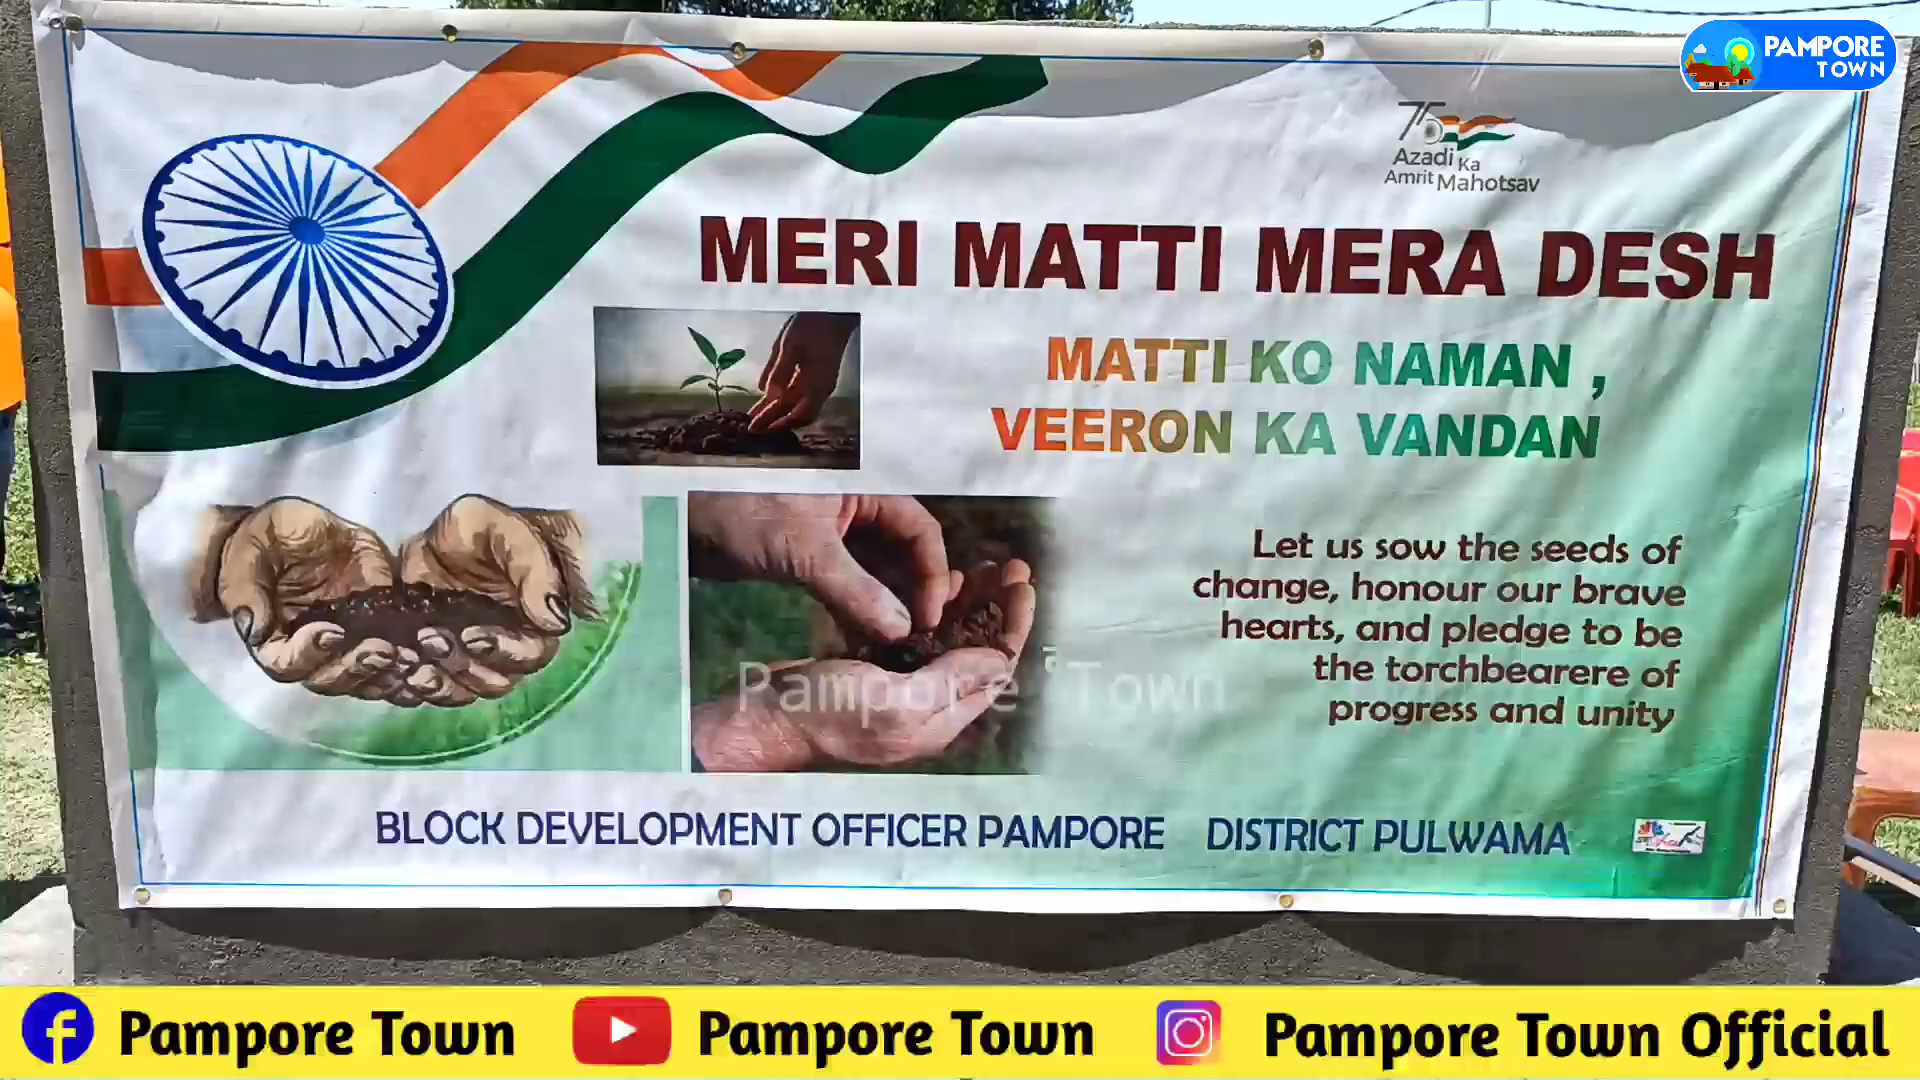 PAMPORE
TOWN
75
Azadi Ka
Amrit Mahotsav
MERI MATTI MERA DESH
MATTI KO NAMAN ,
VEERON KA VANDAN
Let us sow the seeds of
change, honour our brave
hearts, and pledge to be
the torchbearere of
progress and unity
Pampore Town
BLOCK DEVELOPMENT OFFICER PAMPORE DISTRICT PULWAMA
Pampore Town Pampore Town Pampore Town Official